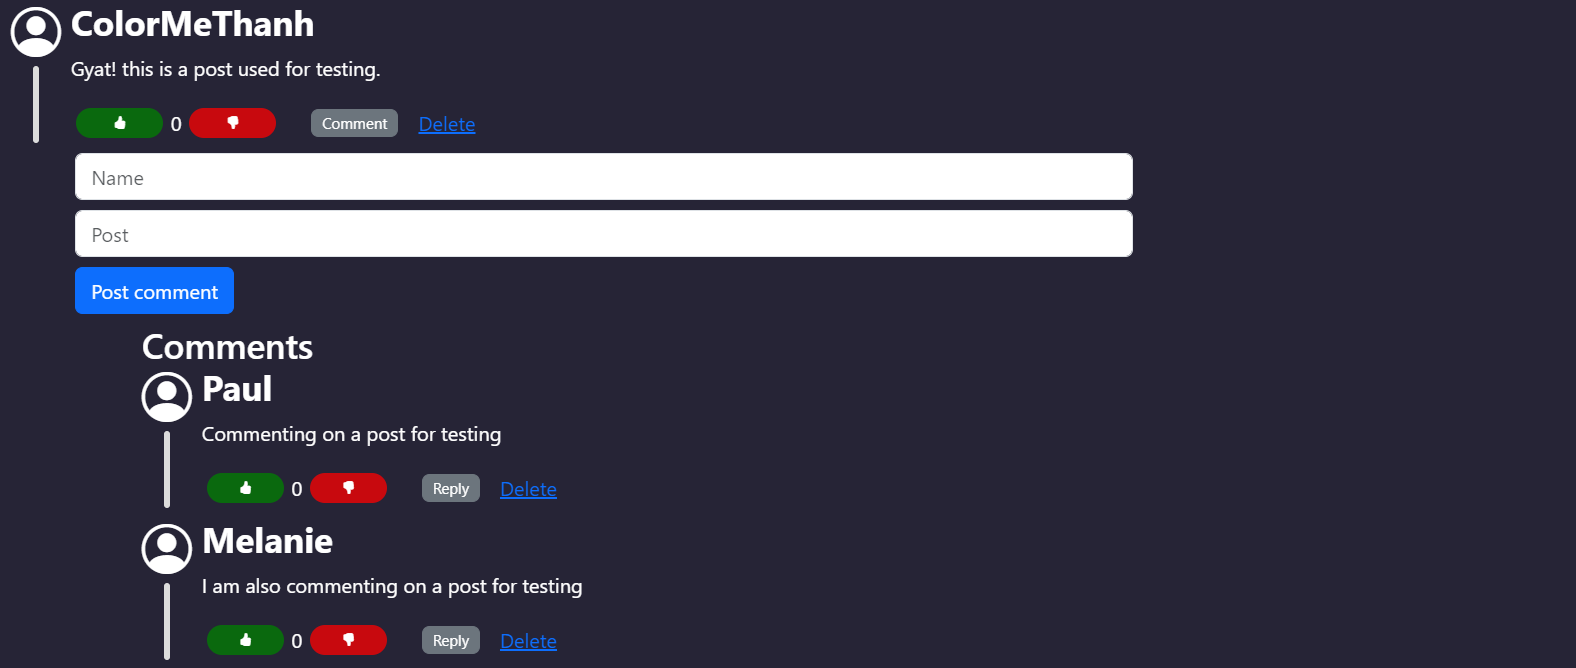 ColorMeThanh
Gyat! this is a post used for testing.
0 Comment Delete
Name
Post
Post comment
Comments
Paul
Commenting on a post for testing
0 Reply Delete
Melanie
I am also commenting on a post for testing
0 Reply Delete